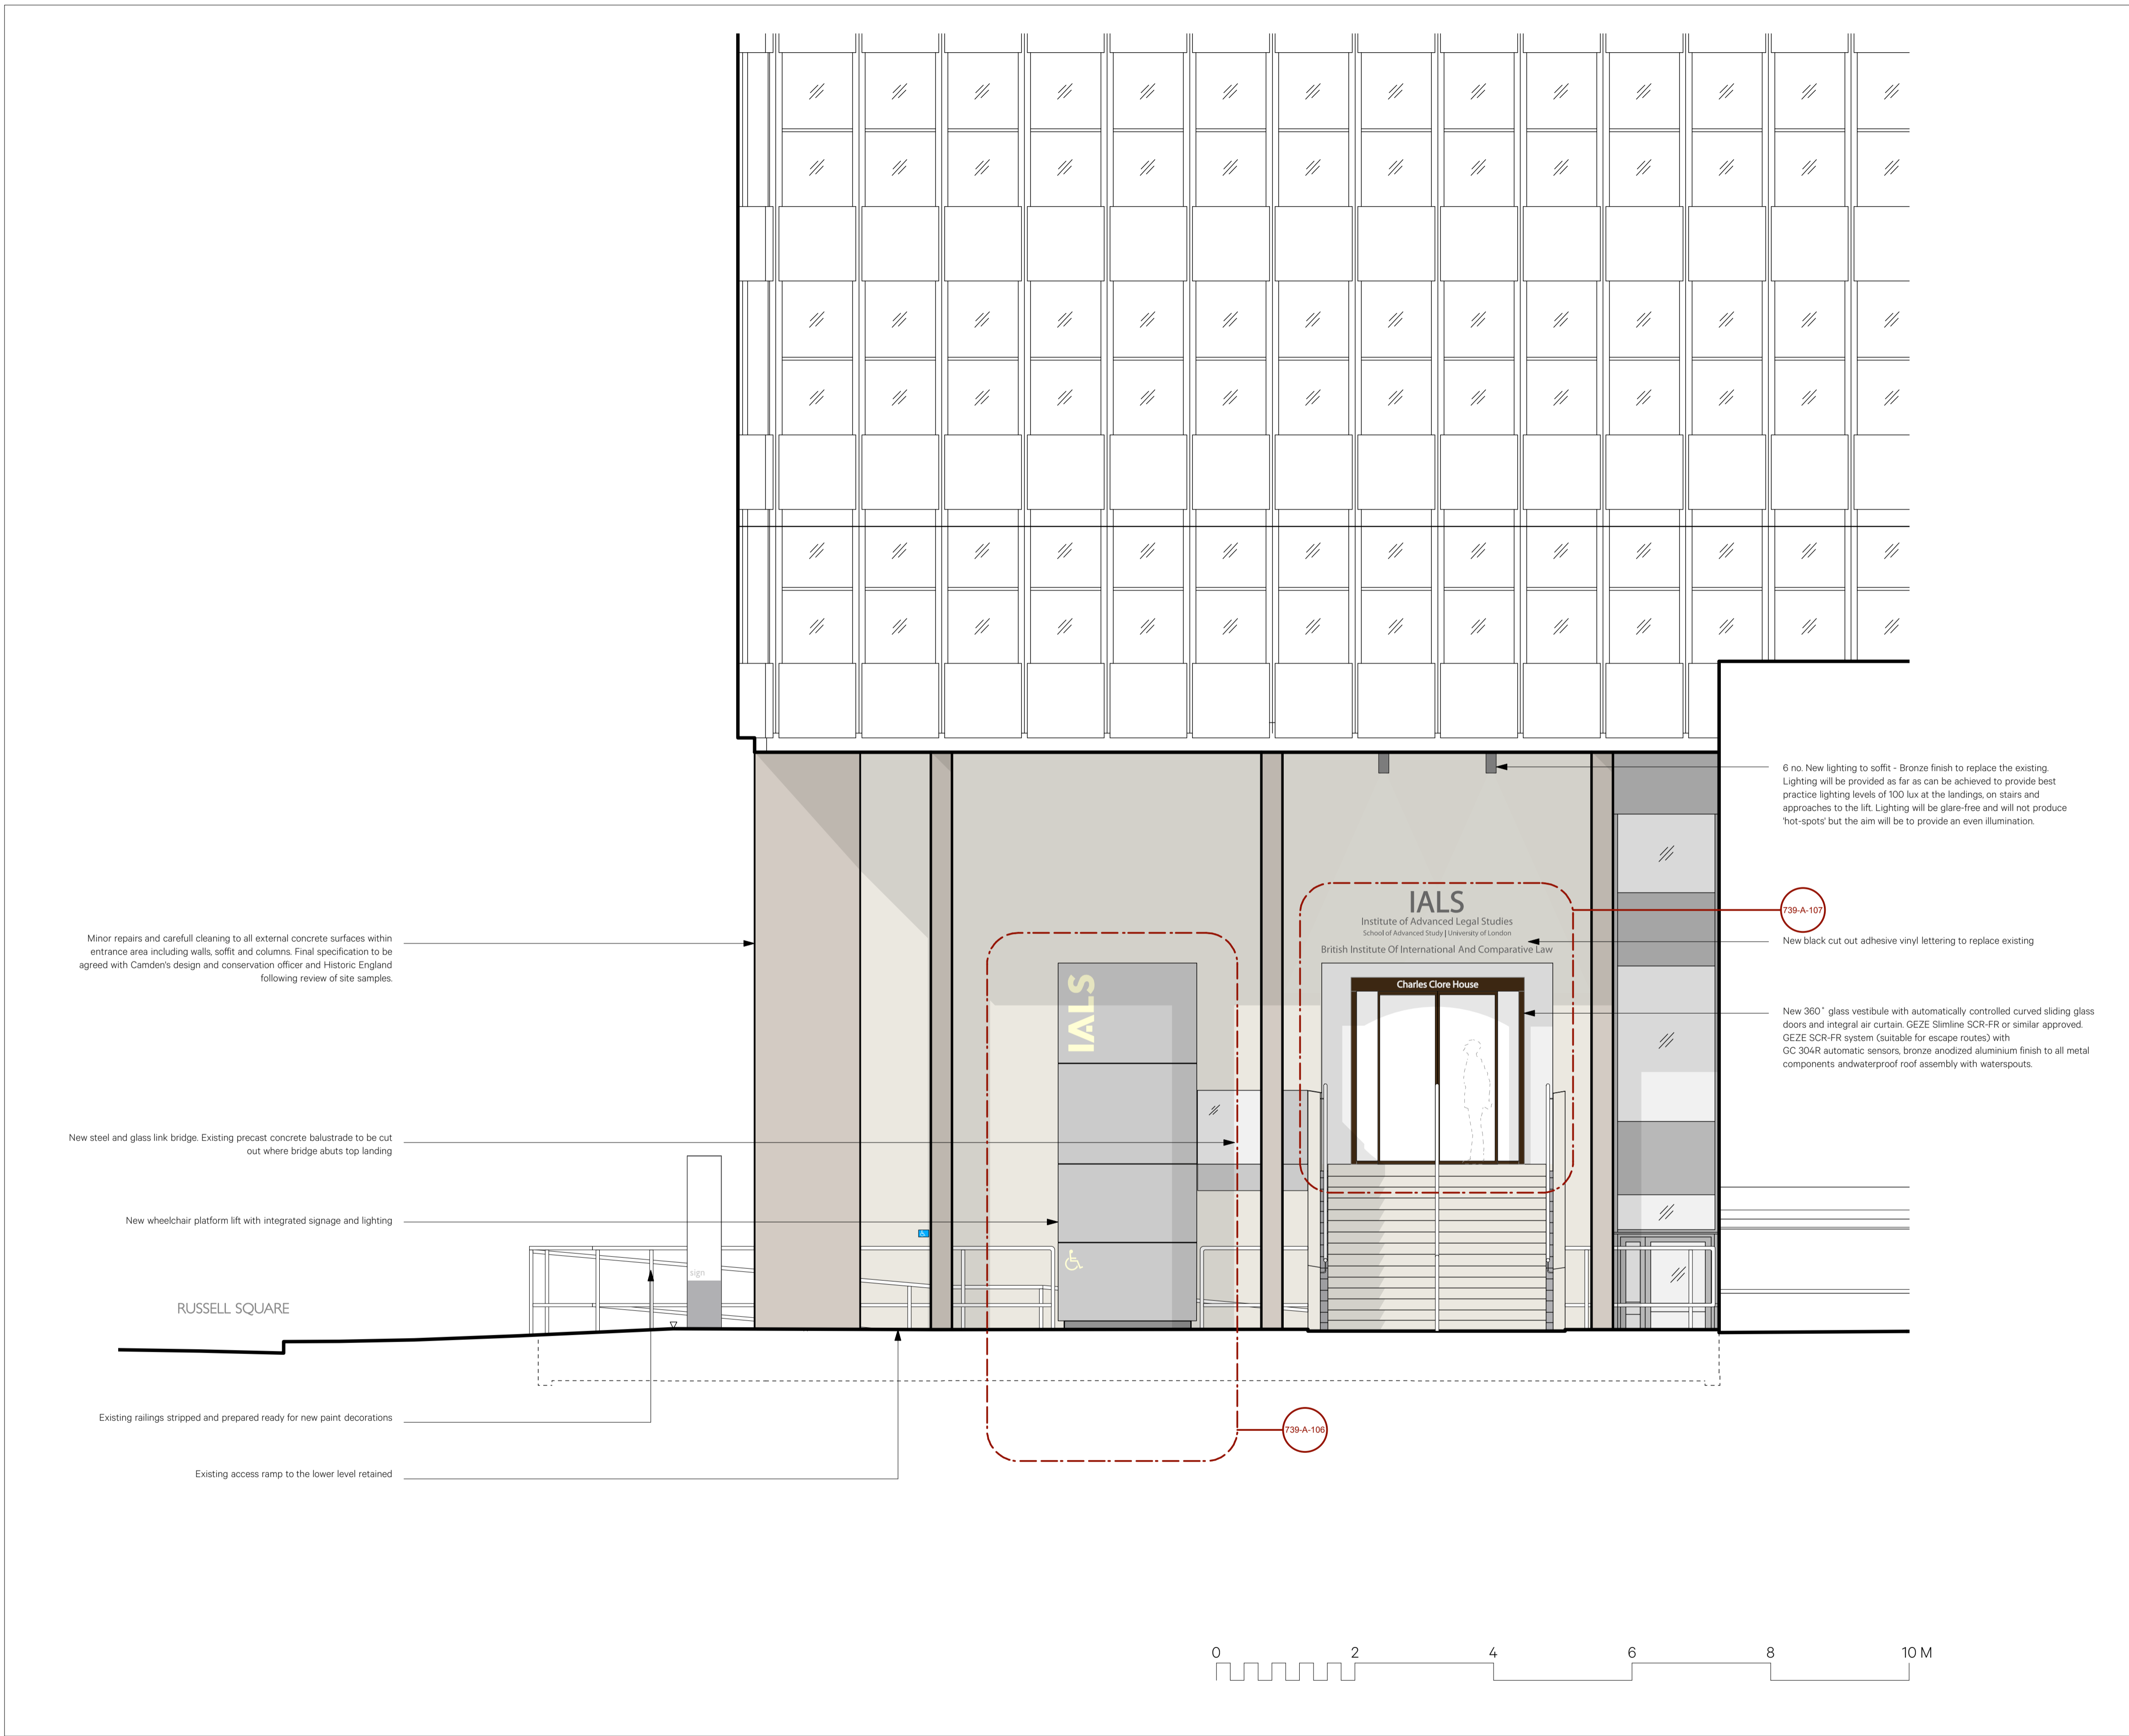 6 no. New lighting to soffit - Bronze finish to replace the existing.
Lighting will be provided as far as can be achieved to provide best
practice lighting levels of 100 lux at the landings, on stairs and
approaches to the lift. Lighting will be glare-free and will not produce
'hot-spots' but the aim will be to provide an even illumination.
IALS
Institute of Advanced Legal Studies
School of Advanced Study | University of London
British Institute Of International And Comparative Law
739-A-107
New black cut out adhesive vinyl lettering to replace existing
Minor repairs and carefull cleaning to all external concrete surfaces within
entrance area including walls, soffit and columns. Final specification to be
agreed with Camden's design and conservation officer and Historic England
following review of site samples.
IALS
Charles Clore House
New 360˚ glass vestibule with automatically controlled curved sliding glass
doors and integral air curtain. GEZE Slimline SCR-FR or similar approved.
GEZE SCR-FR system (suitable for escape routes) with
GC 304R automatic sensors, bronze anodized aluminium finish to all metal
components andwaterproof roof assembly with waterspouts.
New steel and glass link bridge. Existing precast concrete balustrade to be cut
out where bridge abuts top landing
New wheelchair platform lift with integrated signage and lighting
sign
RUSSELL SQUARE
Existing railings stripped and prepared ready for new paint decorations
739-A-106
Existing access ramp to the lower level retained
0 2 4 6 8 10 M